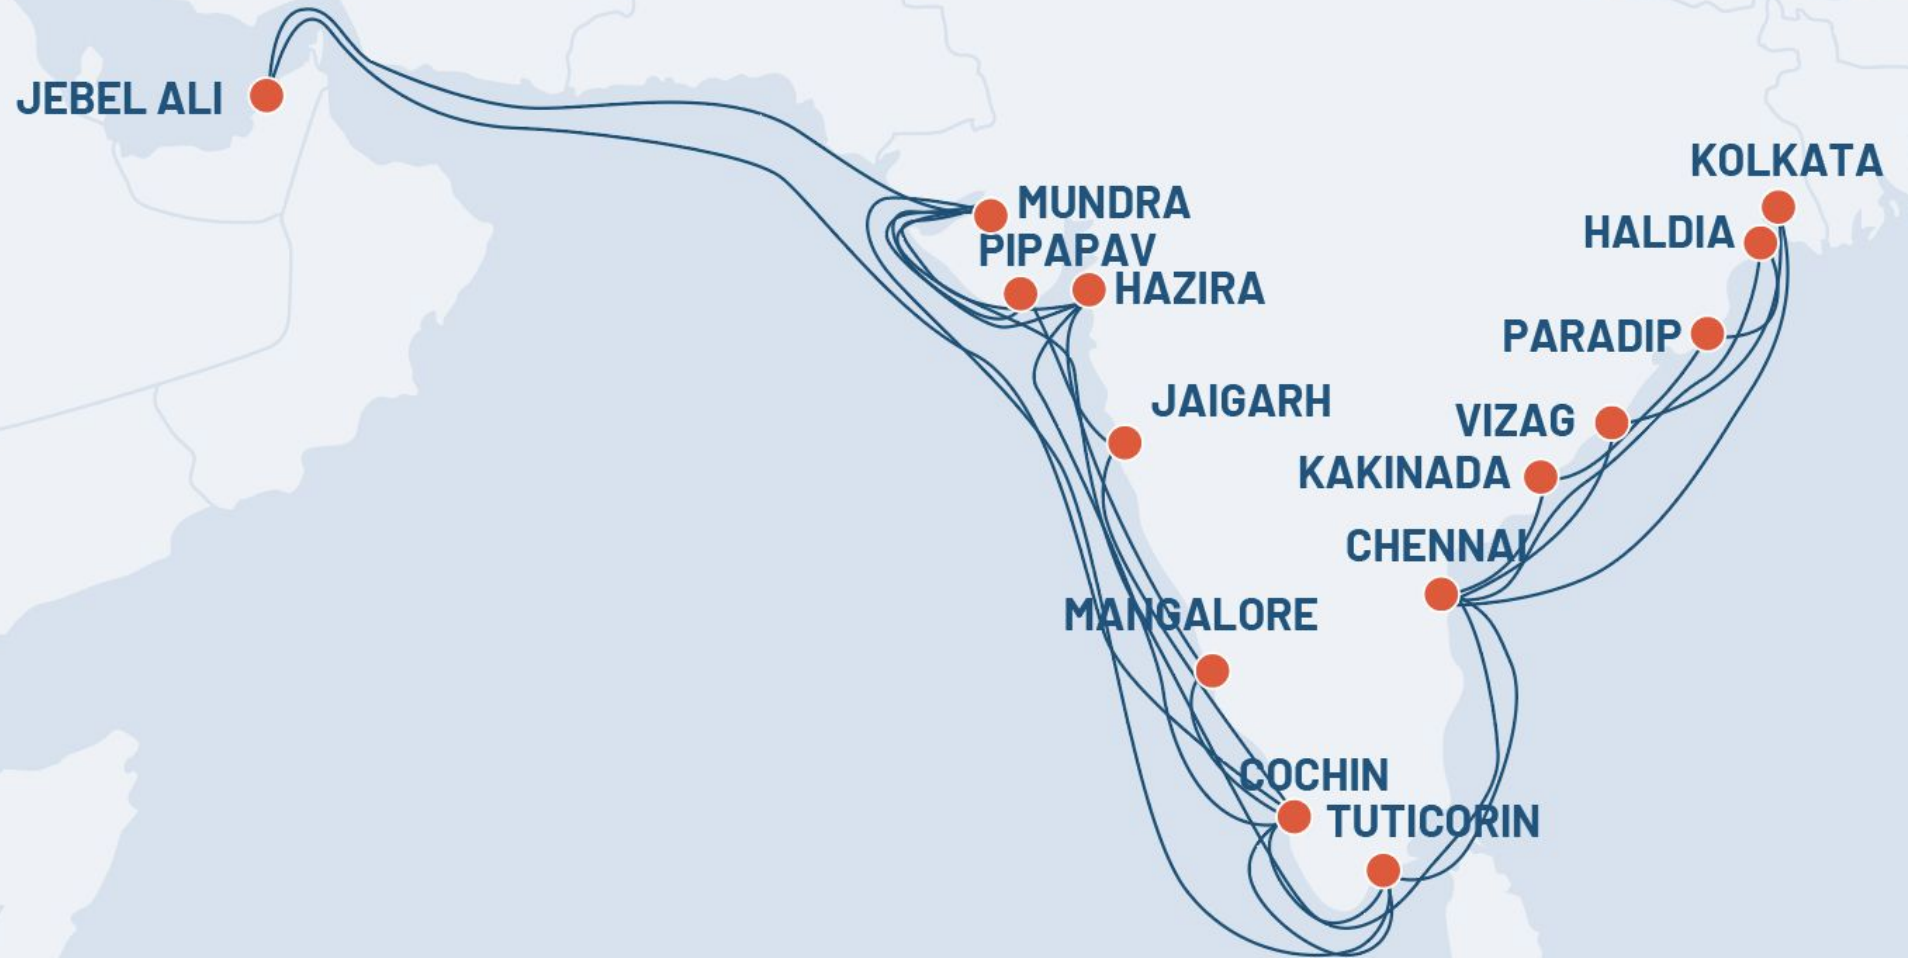 JEBEL ALI
KOLKATA
MUNDRA
HALDIA
PIPAPAV
HAZIRA
PARADIP
JAIGARH
VIZAG
KAKINADA
CHENNAI
MANGALORE
COCHIN
TUTICORIN